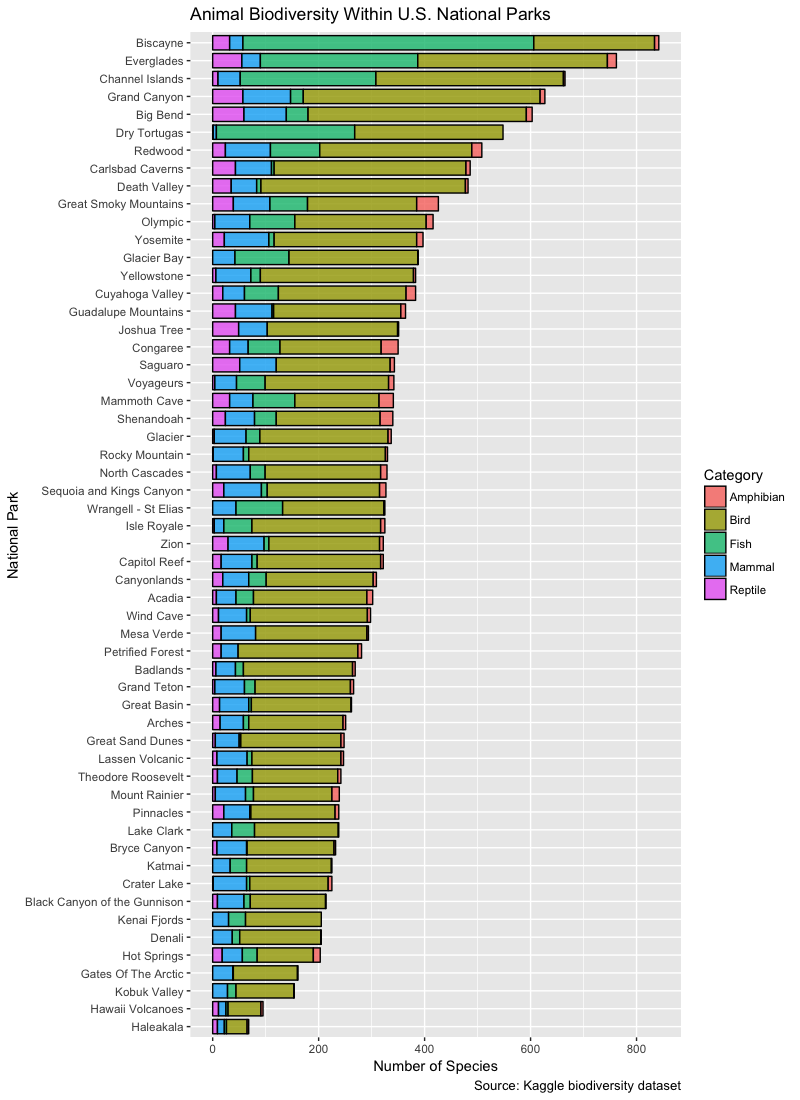 Animal Biodiversity Within U.S. National Parks
National Park
Biscayne
Everglades
Channel Islands
Grand Canyon
Big Bend
Dry Tortugas
Redwood
Carlsbad Caverns
Death Valley
Great Smoky Mountains
Olympic
Yosemite
Glacier Bay
Yellowstone
Cuyahoga Valley
Guadalupe Mountains
Joshua Tree
Congaree
Saguaro
Voyageurs
Mammoth Cave
Shenandoah
Glacier
Rocky Mountain
North Cascades
Sequoia and Kings Canyon
Wrangell - St Elias
Isle Royale
Zion
Capitol Reef
Canyonlands
Acadia
Wind Cave
Mesa Verde
Petrified Forest
Badlands
Grand Teton
Great Basin
Arches
Great Sand Dunes
Lassen Volcanic
Theodore Roosevelt
Mount Rainier
Pinnacles
Lake Clark
Bryce Canyon
Katmai
Crater Lake
Black Canyon of the Gunnison
Kenai Fjords
Denali
Hot Springs
Gates Of The Arctic
Kobuk Valley
Hawaii Volcanoes
Haleakala
0 200 400 600 800
Number of Species
Source: Kaggle biodiversity dataset
Category
Amphibian
Bird
Fish
Mammal
Reptile